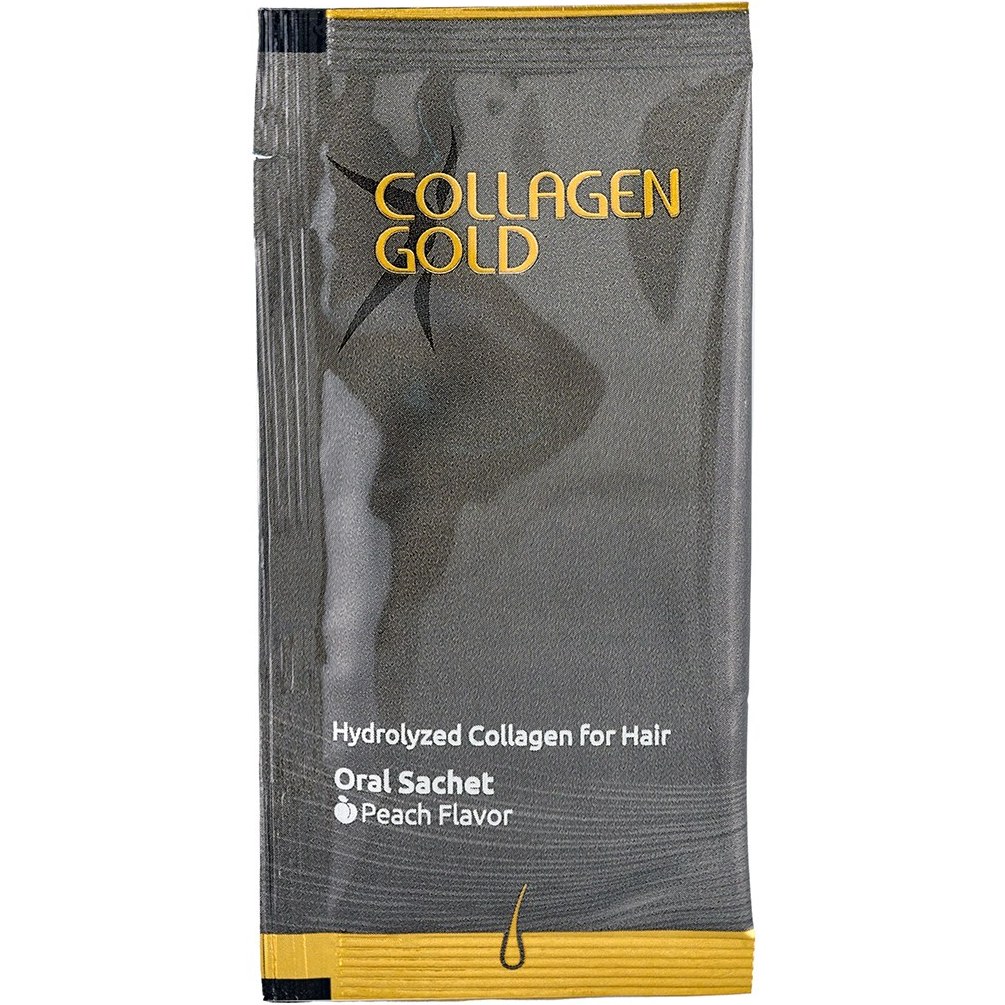 COLLAGEN
GOLD
Hydrolyzed Collagen for Hair
Oral Sachet
Peach Flavor